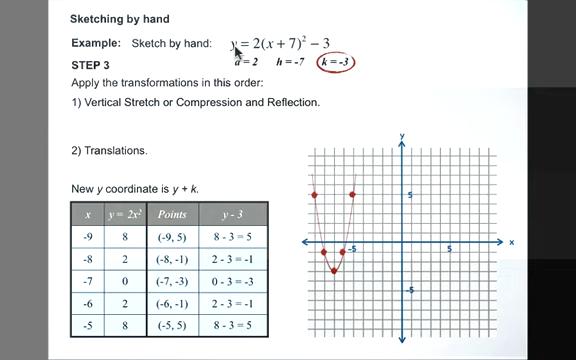 Sketching by hand
Example: Sketch by hand: y = 2(x + 7)² − 3
a = 2 h = -7 k = -3
STEP 3
Apply the transformations in this order:
1) Vertical Stretch or Compression and Reflection.
2) Translations.
New y coordinate is y + k.
x y = 2x² Points y - 3
-9 8 (-9, 5) 8 - 3 = 5
-8 2 (-8, -1) 2 - 3 = -1
-7 0 (-7, -3) 0 - 3 = -3
-6 2 (-6, -1) 2 - 3 = -1
-5 8 (-5, 5) 8 - 3 = 5
y
5
x
-5 5
-5